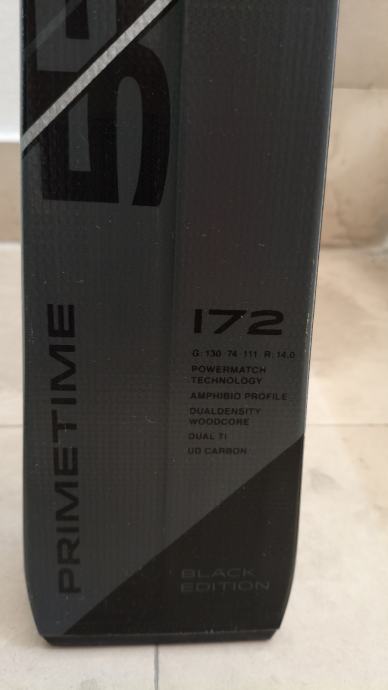 55
PRIMETIME
172
G: 130 74 111 R: 14.0
POWERMATCH
TECHNOLOGY
AMPHIBIO PROFILE
DUALDENSITY
WOODCORE
DUAL TI
UD CARBON
BLACK
EDITION